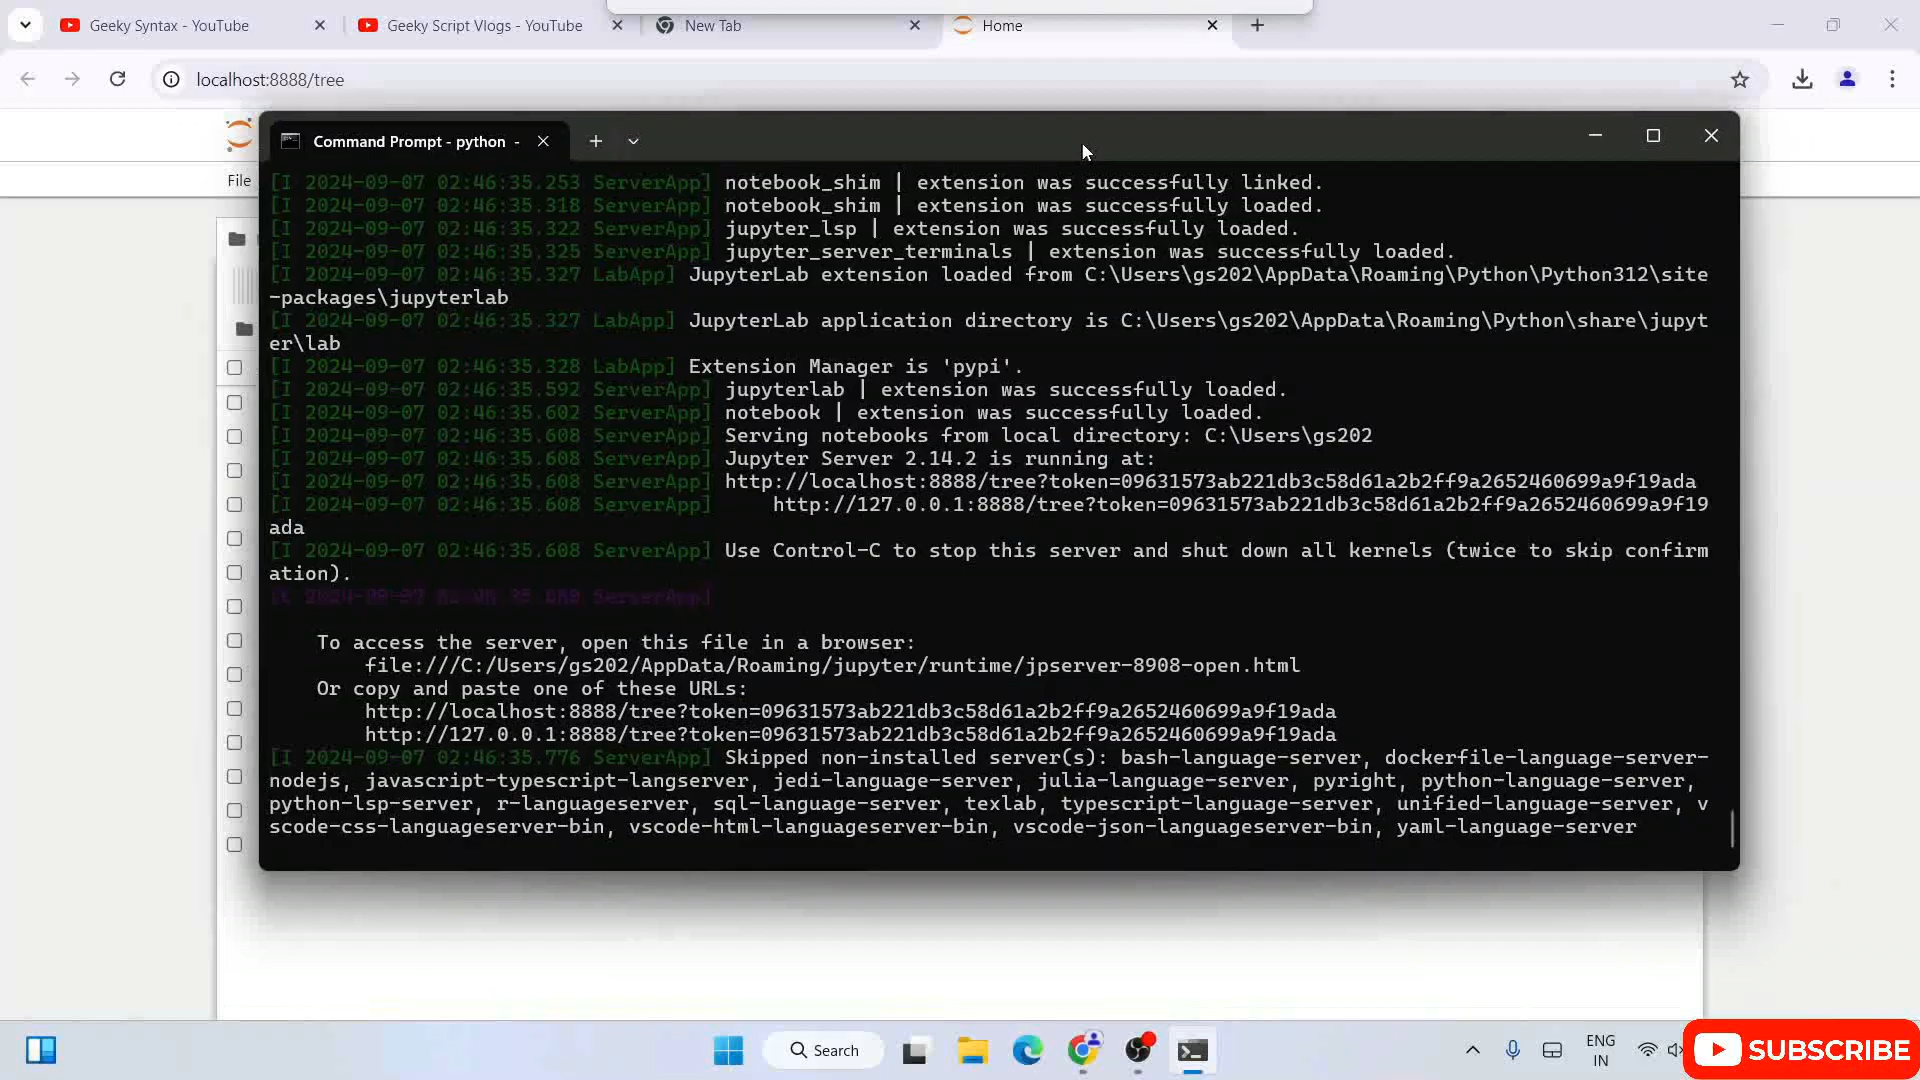 Geeky Syntax - YouTube
Geeky Script Vlogs - YouTube
New Tab
Home
localhost:8888/tree
Command Prompt - python -
File
[I 2024-09-07 02:46:35.253 ServerApp] notebook_shim | extension was successfully linked.
[I 2024-09-07 02:46:35.318 ServerApp] notebook_shim | extension was successfully loaded.
[I 2024-09-07 02:46:35.322 ServerApp] jupyter_lsp | extension was successfully loaded.
[I 2024-09-07 02:46:35.325 ServerApp] jupyter_server_terminals | extension was successfully loaded.
[I 2024-09-07 02:46:35.327 LabApp] JupyterLab extension loaded from C:\Users\gs202\AppData\Roaming\Python\Python312\site
-packages\jupyterlab
[I 2024-09-07 02:46:35.327 LabApp] JupyterLab application directory is C:\Users\gs202\AppData\Roaming\Python\share\jupyt
er\lab
[I 2024-09-07 02:46:35.328 LabApp] Extension Manager is 'pypi'.
[I 2024-09-07 02:46:35.592 ServerApp] jupyterlab | extension was successfully loaded.
[I 2024-09-07 02:46:35.602 ServerApp] notebook | extension was successfully loaded.
[I 2024-09-07 02:46:35.608 ServerApp] Serving notebooks from local directory: C:\Users\gs202
[I 2024-09-07 02:46:35.608 ServerApp] Jupyter Server 2.14.2 is running at:
[I 2024-09-07 02:46:35.608 ServerApp] http://localhost:8888/tree?token=09631573ab221db3c58d61a2b2ff9a2652460699a9f19ada
[I 2024-09-07 02:46:35.608 ServerApp]     http://127.0.0.1:8888/tree?token=09631573ab221db3c58d61a2b2ff9a2652460699a9f19
ada
[I 2024-09-07 02:46:35.608 ServerApp] Use Control-C to stop this server and shut down all kernels (twice to skip confirm
ation).
2024-09-07 ServerApp]
To access the server, open this file in a browser:
file:///C:/Users/gs202/AppData/Roaming/jupyter/runtime/jpserver-8908-open.html
Or copy and paste one of these URLs:
http://localhost:8888/tree?token=09631573ab221db3c58d61a2b2ff9a2652460699a9f19ada
http://127.0.0.1:8888/tree?token=09631573ab221db3c58d61a2b2ff9a2652460699a9f19ada
[I 2024-09-07 02:46:35.776 ServerApp] Skipped non-installed server(s): bash-language-server, dockerfile-language-server-
nodejs, javascript-typescript-langserver, jedi-language-server, julia-language-server, pyright, python-language-server,
python-lsp-server, r-languageserver, sql-language-server, texlab, typescript-language-server, unified-language-server, v
scode-css-languageserver-bin, vscode-html-languageserver-bin, vscode-json-languageserver-bin, yaml-language-server
Search
ENG
IN
SUBSCRIBE